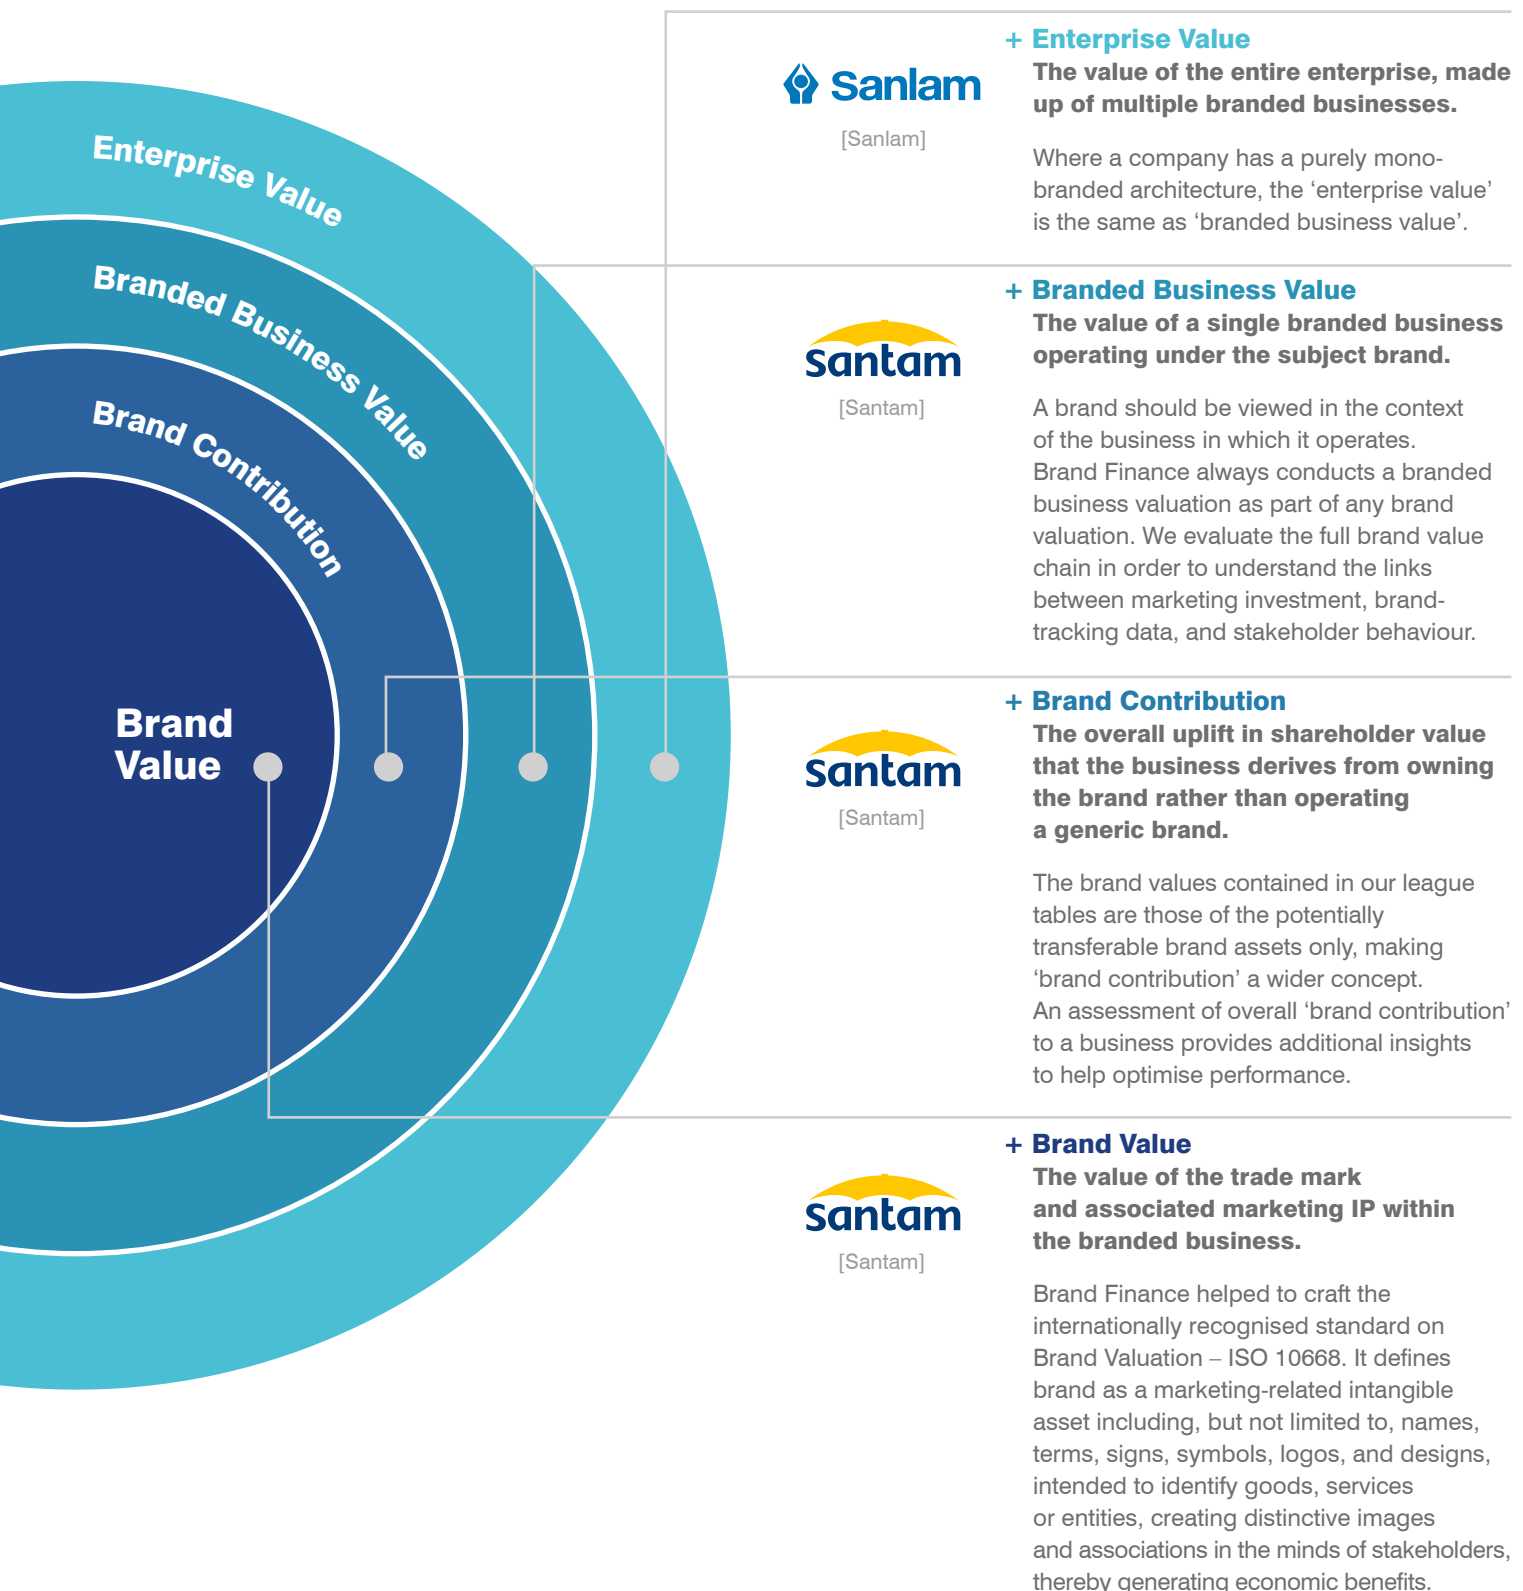 Enterprise Value
Branded Business Value
Brand Contribution
Brand
Value
Sanlam
[Sanlam]
+ Enterprise Value
The value of the entire enterprise, made
up of multiple branded businesses.
Where a company has a purely mono-
branded architecture, the ‘enterprise value’
is the same as ‘branded business value’.
Santam
[Santam]
+ Branded Business Value
The value of a single branded business
operating under the subject brand.
A brand should be viewed in the context
of the business in which it operates.
Brand Finance always conducts a branded
business valuation as part of any brand
valuation. We evaluate the full brand value
chain in order to understand the links
between marketing investment, brand-
tracking data, and stakeholder behaviour.
Santam
[Santam]
+ Brand Contribution
The overall uplift in shareholder value
that the business derives from owning
the brand rather than operating
a generic brand.
The brand values contained in our league
tables are those of the potentially
transferable brand assets only, making
‘brand contribution’ a wider concept.
An assessment of overall ‘brand contribution’
to a business provides additional insights
to help optimise performance.
Santam
[Santam]
+ Brand Value
The value of the trade mark
and associated marketing IP within
the branded business.
Brand Finance helped to craft the
internationally recognised standard on
Brand Valuation – ISO 10668. It defines
brand as a marketing-related intangible
asset including, but not limited to, names,
terms, signs, symbols, logos, and designs,
intended to identify goods, services
or entities, creating distinctive images
and associations in the minds of stakeholders,
thereby generating economic benefits.